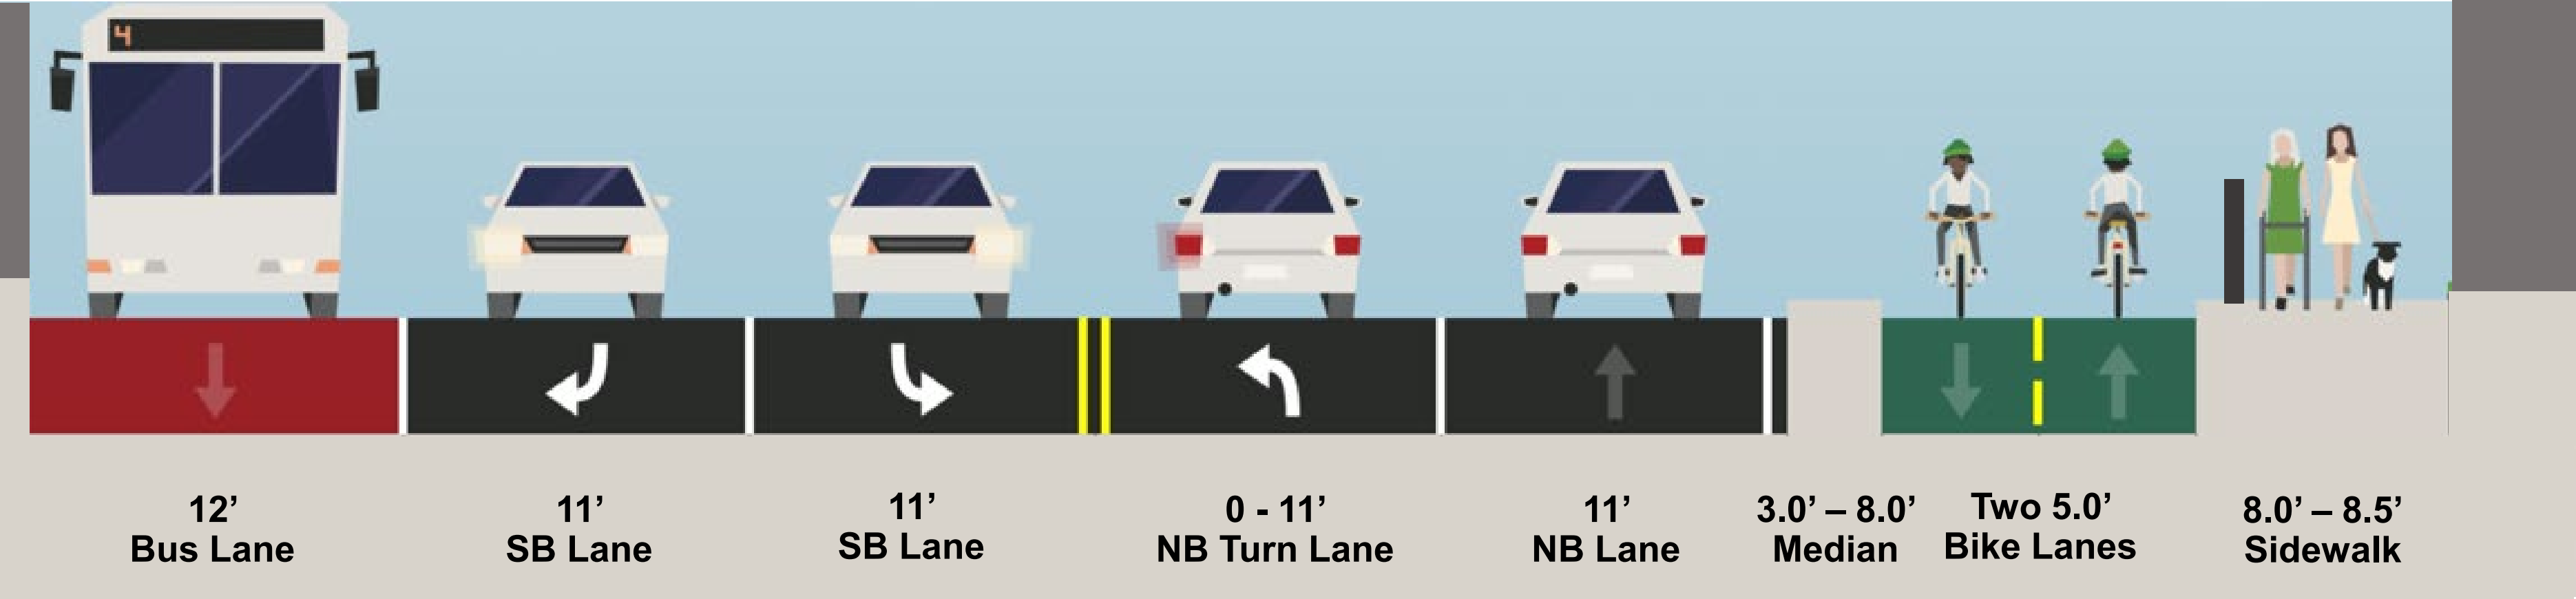 4
12’
Bus Lane
11’
SB Lane
11’
SB Lane
0 - 11’
NB Turn Lane
11’
NB Lane
3.0’ – 8.0’
Median
Two 5.0’
Bike Lanes
8.0’ – 8.5’
Sidewalk